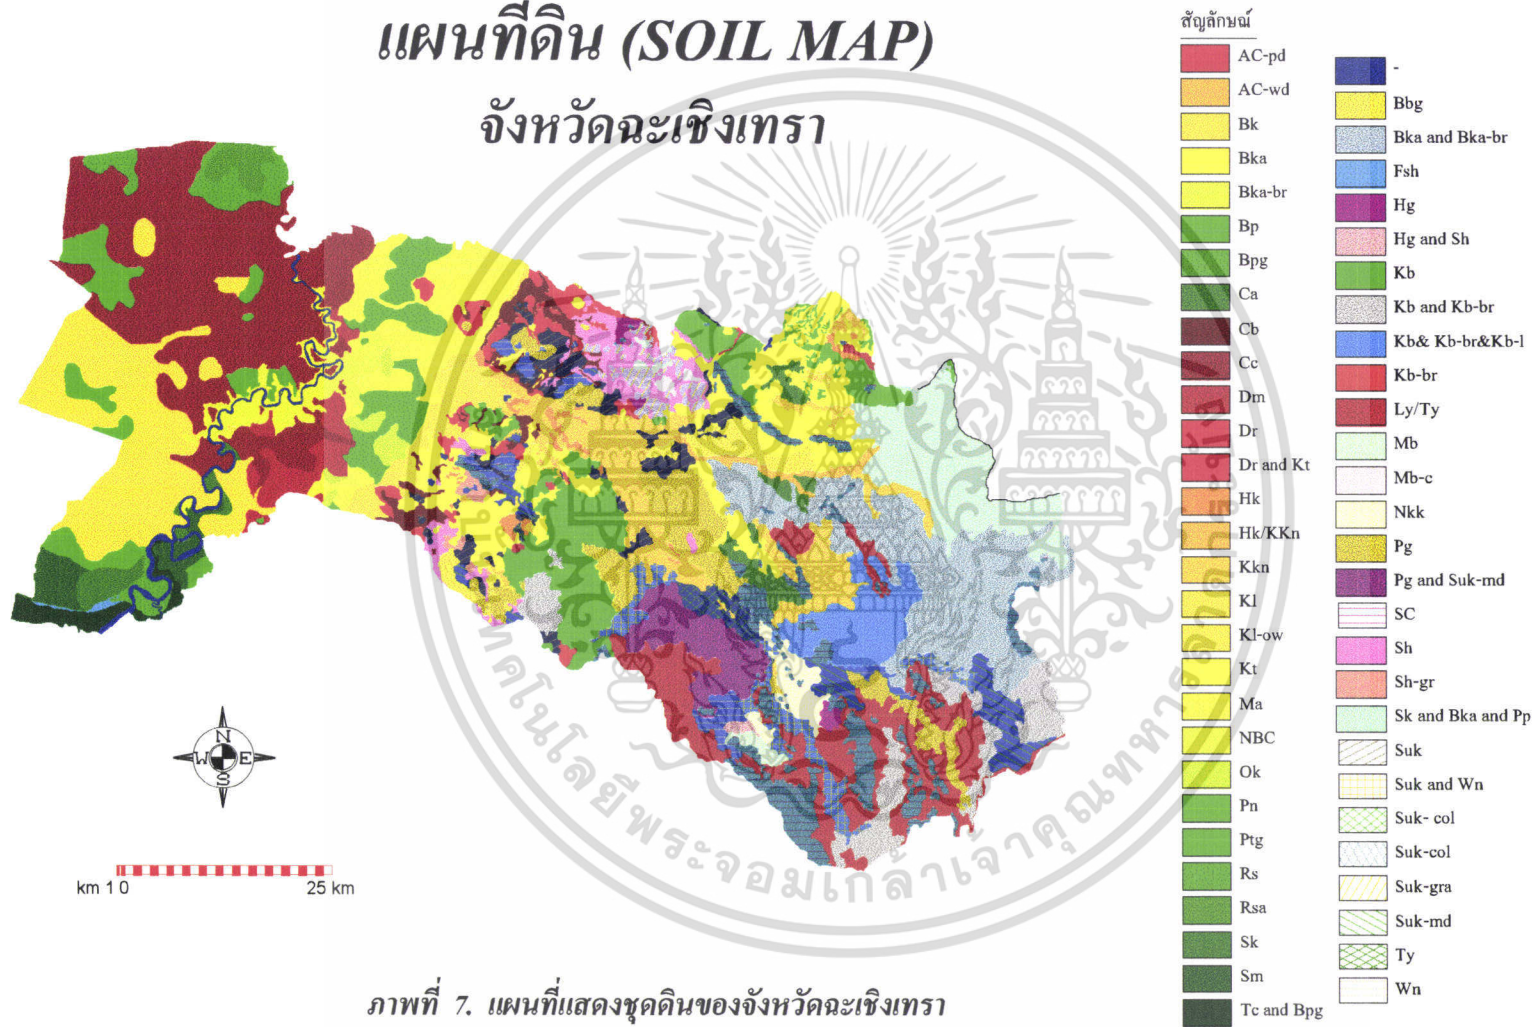 แผนที่ดิน (SOIL MAP)
จังหวัดฉะเชิงเทรา
สัญลักษณ์
AC-pd
AC-wd
Bk
Bka
Bka-br
Bp
Bpg
Ca
Cb
Cc
Dm
Dr
Dr and Kt
Hk
Hk/KKn
Kkn
Kl
Kl-ow
Kt
Ma
NBC
Ok
Pn
Ptg
Rs
Rsa
Sk
Sm
Tc and Bpg
-
Bbg
Bka and Bka-br
Fsh
Hg
Hg and Sh
Kb
Kb and Kb-br
Kb& Kb-br&Kb-l
Kb-br
Ly/Ty
Mb
Mb-c
Nkk
Pg
Pg and Suk-md
SC
Sh
Sh-gr
Sk and Bka and Pp
Suk
Suk and Wn
Suk- col
Suk-col
Suk-gra
Suk-md
Ty
Wn
N
W E
S
km 1 0 25 km
ภาพที่ 7. แผนที่แสดงชุดดินของจังหวัดฉะเชิงเทรา